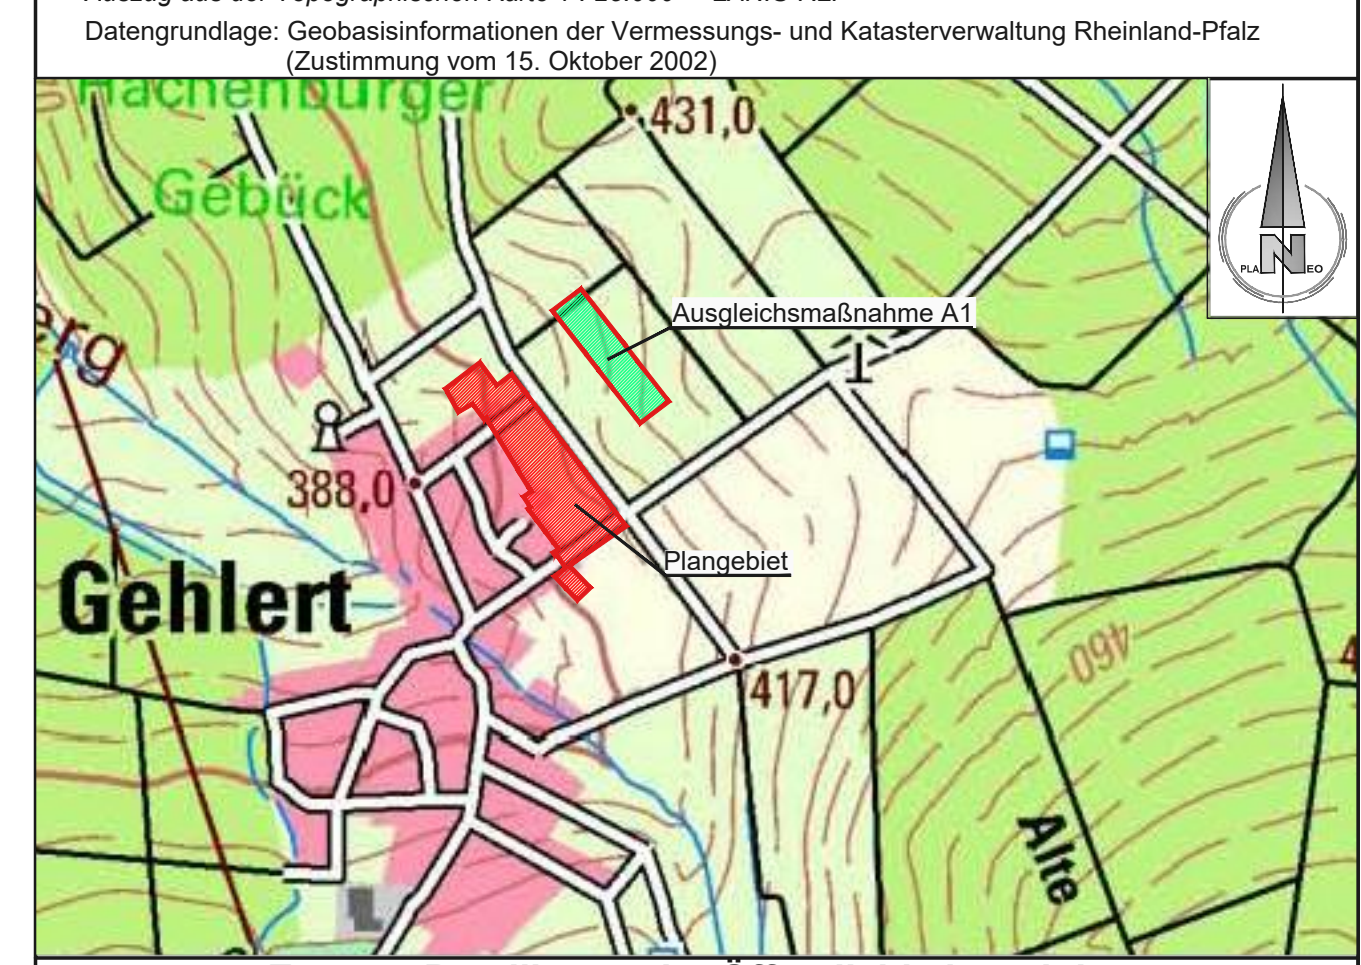 Datengrundlage: Geobasisinformationen der Vermessungs- und Katasterverwaltung Rheinland-Pfalz
(Zustimmung vom 15. Oktober 2002)
Hachenburger
431,0
Gebück
PLA N EO
Ausgleichsmaßnahme A1
erg
388,0
Plangebiet
Gehlert
460
417,0
Alte